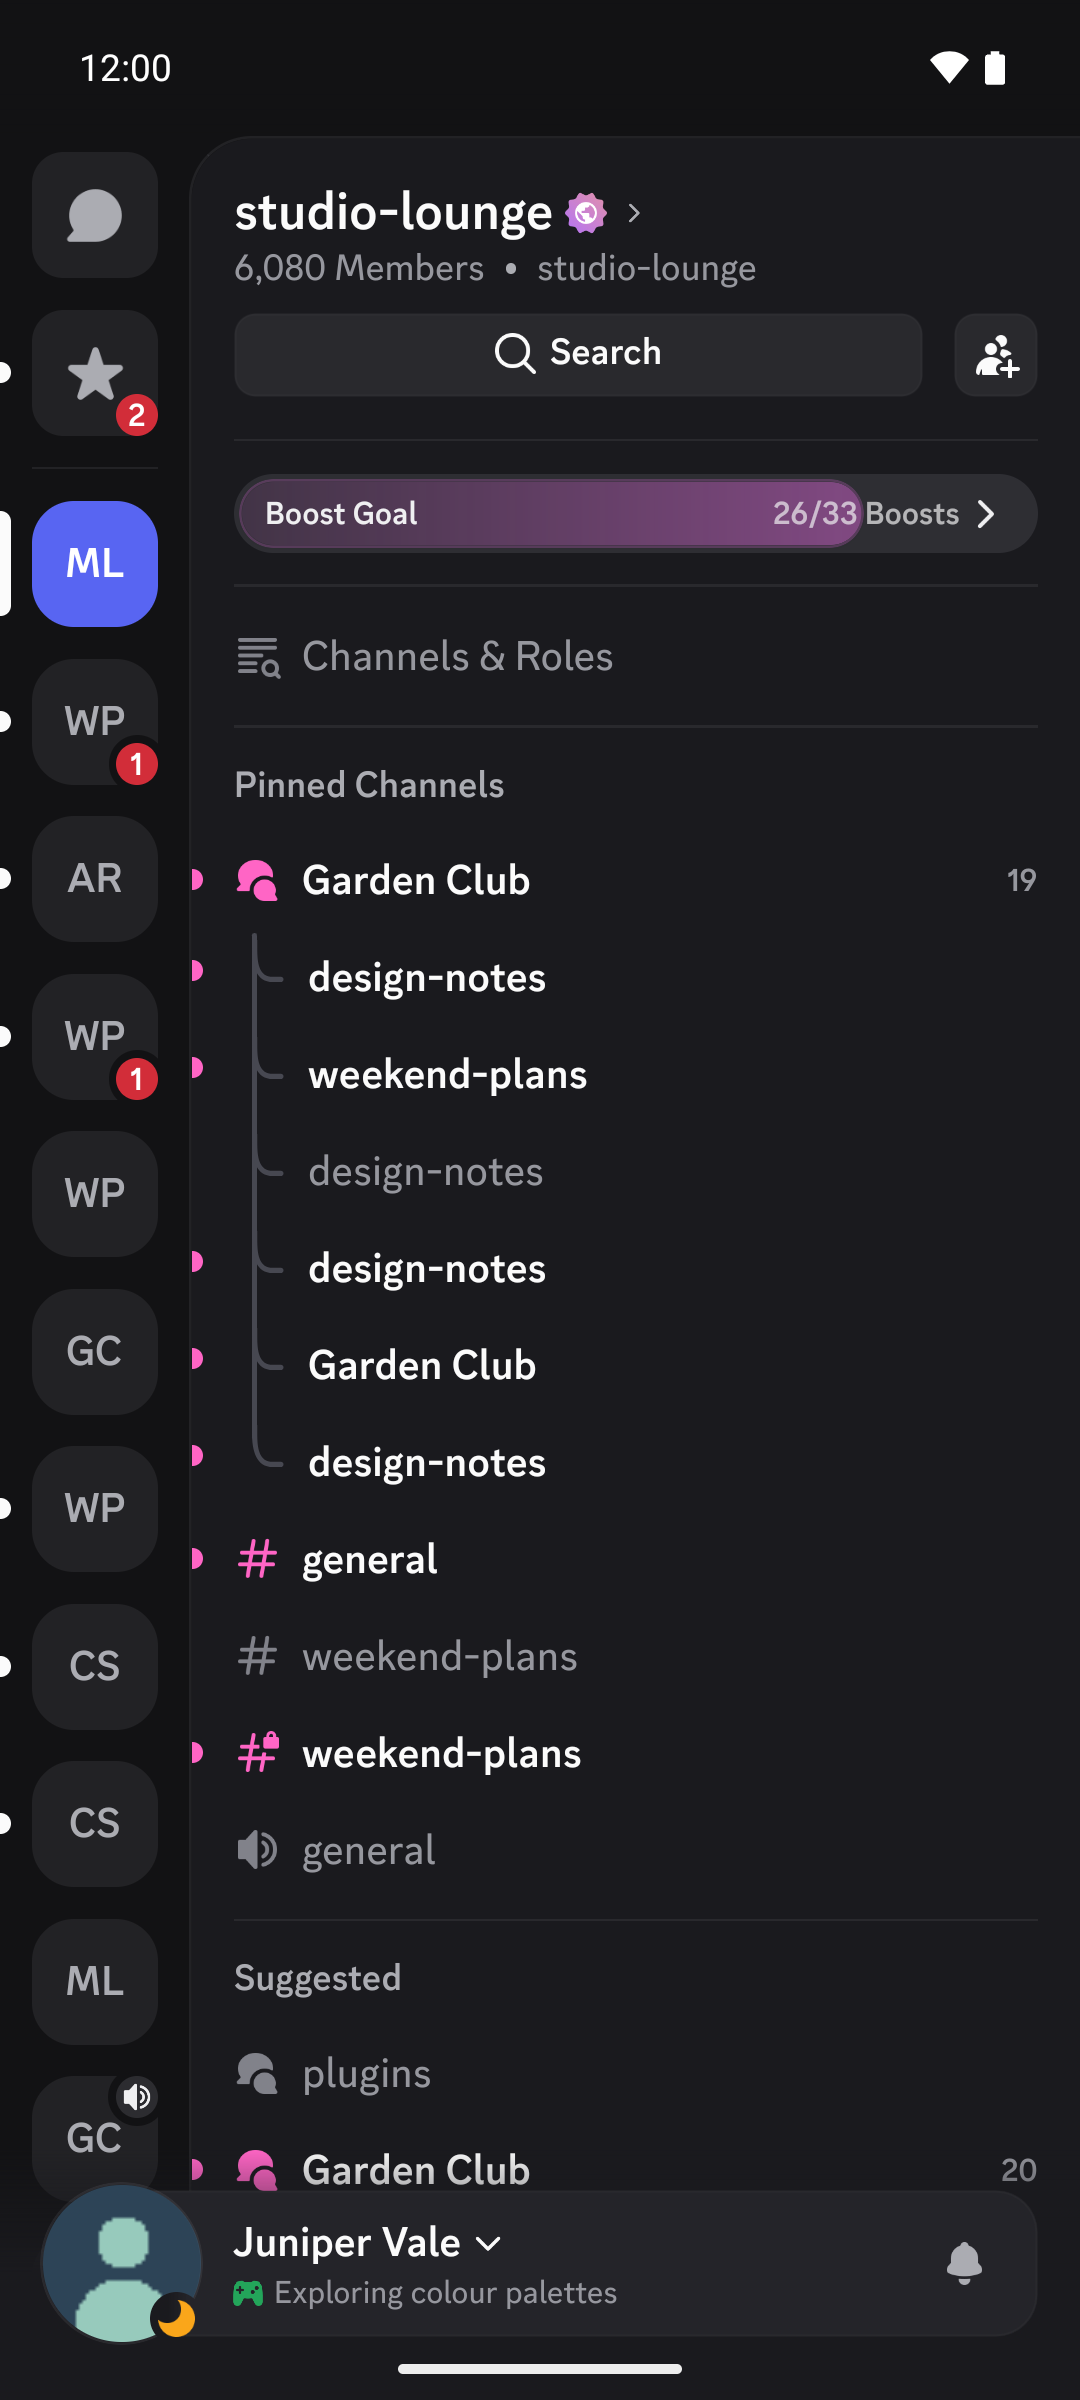 12:00
2
ML
WP
1
AR
WP
1
WP
GC
WP
CS
CS
ML
GC
studio-lounge
6,080 Members • studio-lounge
Search
Boost Goal 26/33 Boosts
Channels & Roles
Pinned Channels
Garden Club 19
design-notes
weekend-plans
design-notes
design-notes
Garden Club
design-notes
general
weekend-plans
weekend-plans
general
Suggested
plugins
Garden Club 20
Juniper Vale
Exploring colour palettes